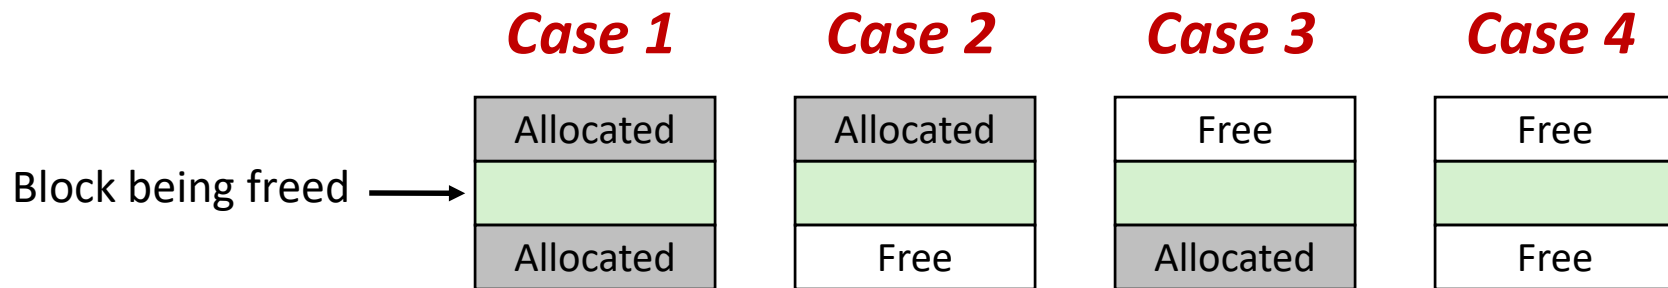 Case 1 Case 2 Case 3 Case 4
Allocated Allocated Free Free
Block being freed
Allocated Free Allocated Free